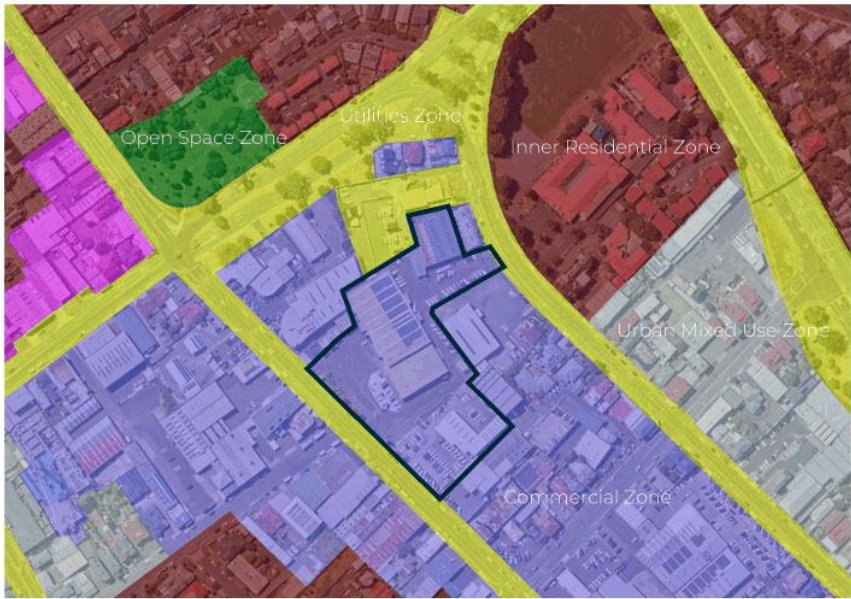 Utilities Zone
Open Space Zone
Inner Residential Zone
Urban Mixed Use Zone
Commercial Zone